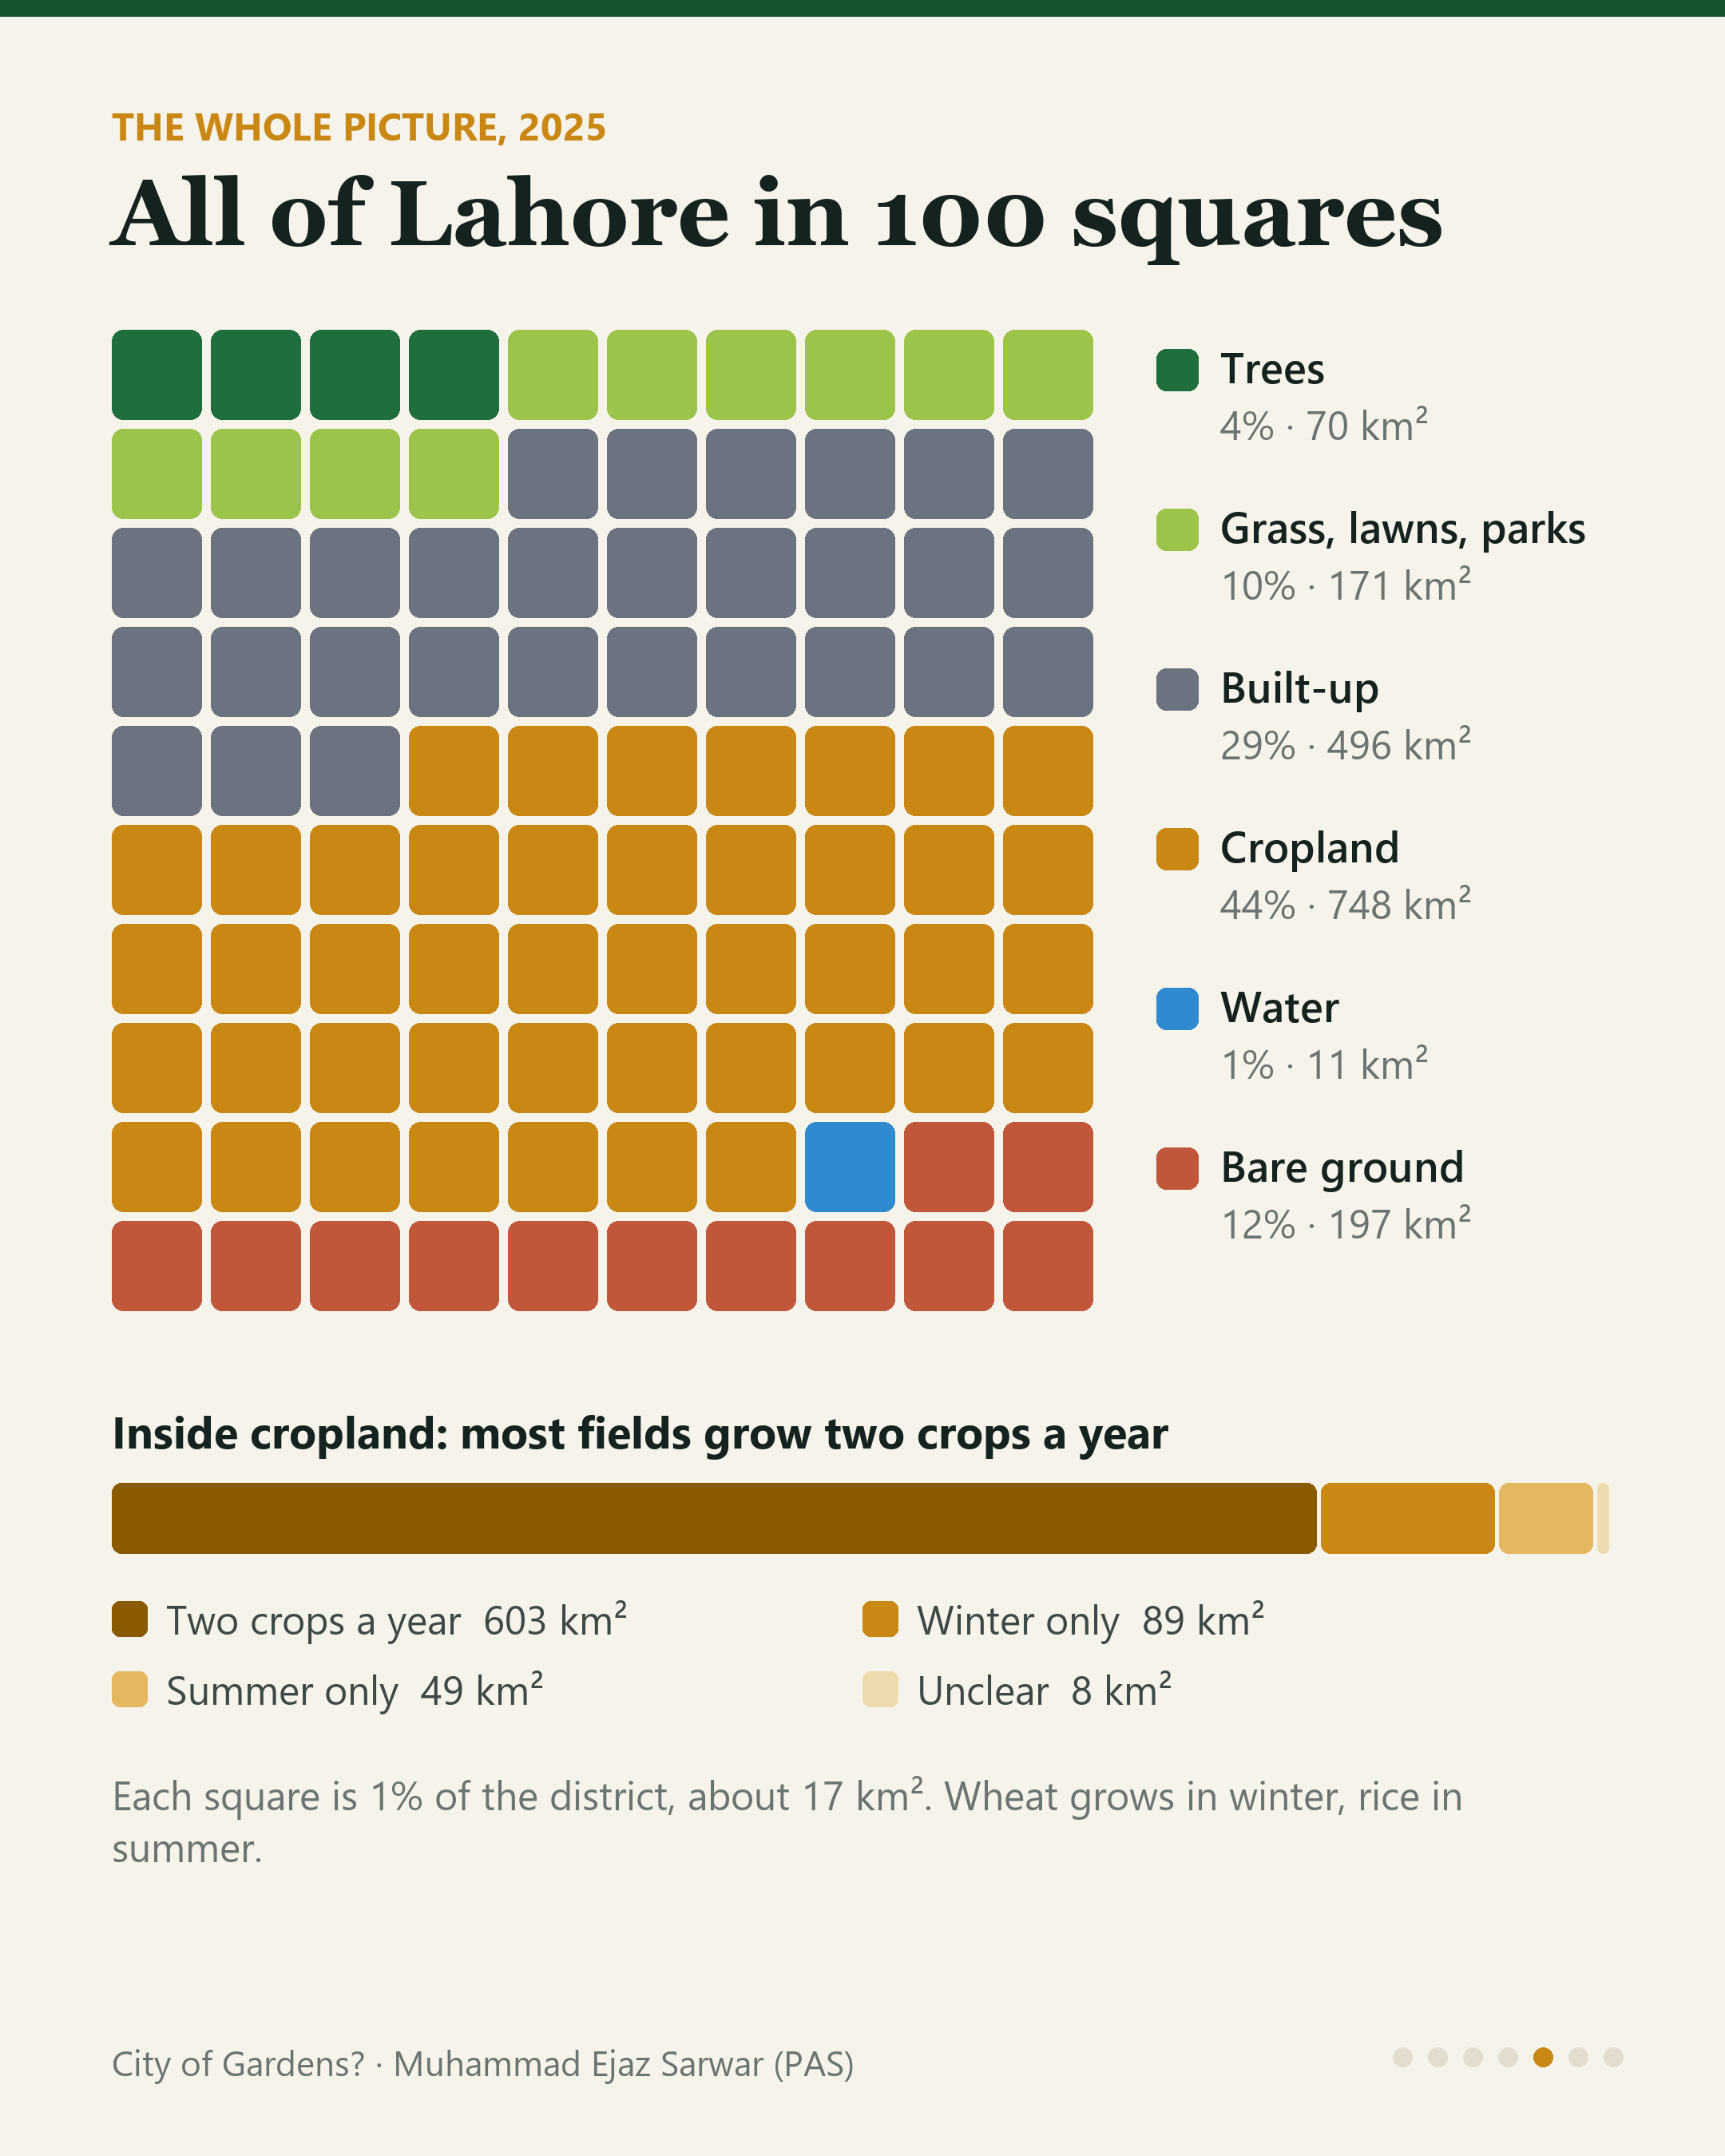 THE WHOLE PICTURE, 2025
All of Lahore in 100 squares
Trees
4% · 70 km²
Grass, lawns, parks
10% · 171 km²
Built-up
29% · 496 km²
Cropland
44% · 748 km²
Water
1% · 11 km²
Bare ground
12% · 197 km²
Inside cropland: most fields grow two crops a year
Two crops a year 603 km²
Winter only 89 km²
Summer only 49 km²
Unclear 8 km²
Each square is 1% of the district, about 17 km². Wheat grows in winter, rice in
summer.
City of Gardens? · Muhammad Ejaz Sarwar (PAS)